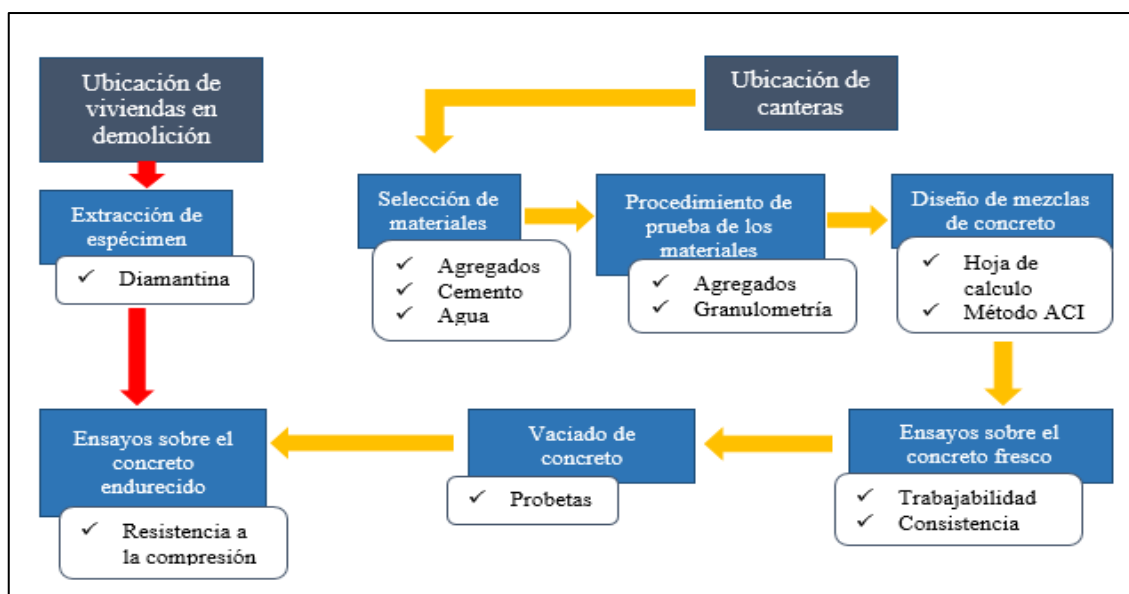 Ubicación de
viviendas en
demolición
Ubicación de
canteras
Extracción de
espécimen
✓ Diamantina
Selección de
materiales
✓ Agregados
✓ Cemento
✓ Agua
Procedimiento de
prueba de los
materiales
✓ Agregados
✓ Granulometría
Diseño de mezclas
de concreto
✓ Hoja de
calculo
✓ Método ACI
Ensayos sobre el
concreto
endurecido
✓ Resistencia a
la compresión
Vaciado de
concreto
✓ Probetas
Ensayos sobre el
concreto fresco
✓ Trabajabilidad
✓ Consistencia